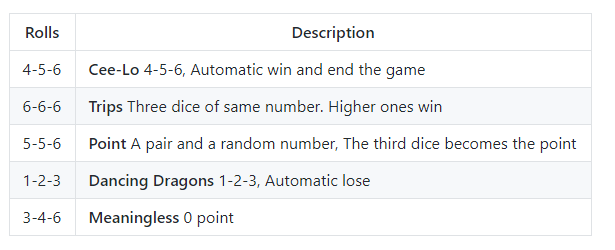 Rolls Description
4-5-6 Cee-Lo 4-5-6, Automatic win and end the game
6-6-6 Trips Three dice of same number. Higher ones win
5-5-6 Point A pair and a random number, The third dice becomes the point
1-2-3 Dancing Dragons 1-2-3, Automatic lose
3-4-6 Meaningless 0 point